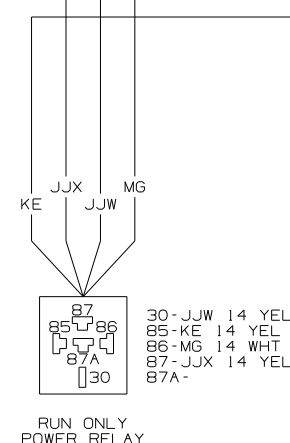 JJX MG
KE JJW
87
85 86
87A
30
30-JJW 14 YEL
85-KE 14 YEL
86-MG 14 WHT
87-JJX 14 YEL
87A-
RUN ONLY
POWER RELAY